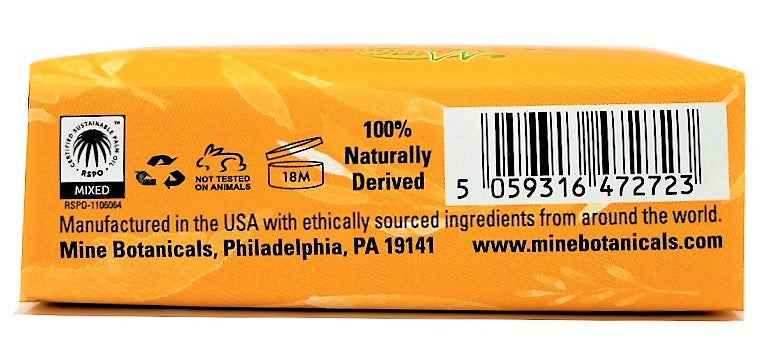 CERTIFIED SUSTAINABLE PALM OIL
TM
RSPO
MIXED
RSPO-1106064
NOT TESTED
ON ANIMALS
18M
100%
Naturally
Derived
5 059316 472723
Manufactured in the USA with ethically sourced ingredients from around the world.
Mine Botanicals, Philadelphia, PA 19141 www.minebotanicals.com